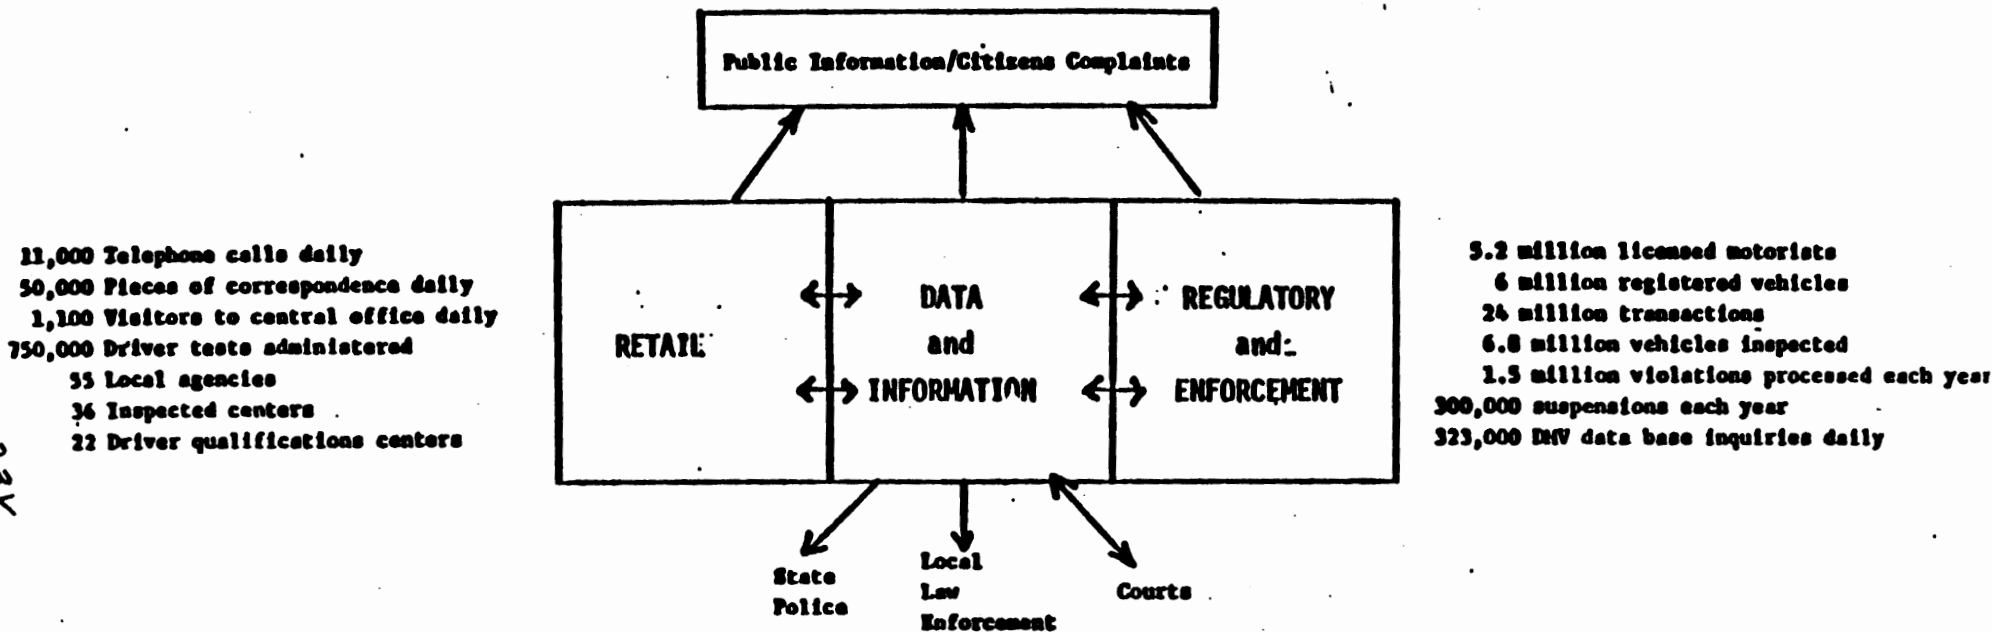 Public Information/Citizens Complaints
11,000 Telephone calls daily
50,000 Pieces of correspondence daily
1,100 Visitors to central office daily
750,000 Driver tests administered
55 Local agencies
36 Inspected centers
22 Driver qualifications centers
RETAIL
DATA
and
INFORMATION
REGULATORY
and
ENFORCEMENT
5.2 million licensed motorists
6 million registered vehicles
24 million transactions
6.8 million vehicles inspected
1.5 million violations processed each year
300,000 suspensions each year
323,000 DMV data base inquiries daily
State
Police
Local
Law
Enforcement
Courts